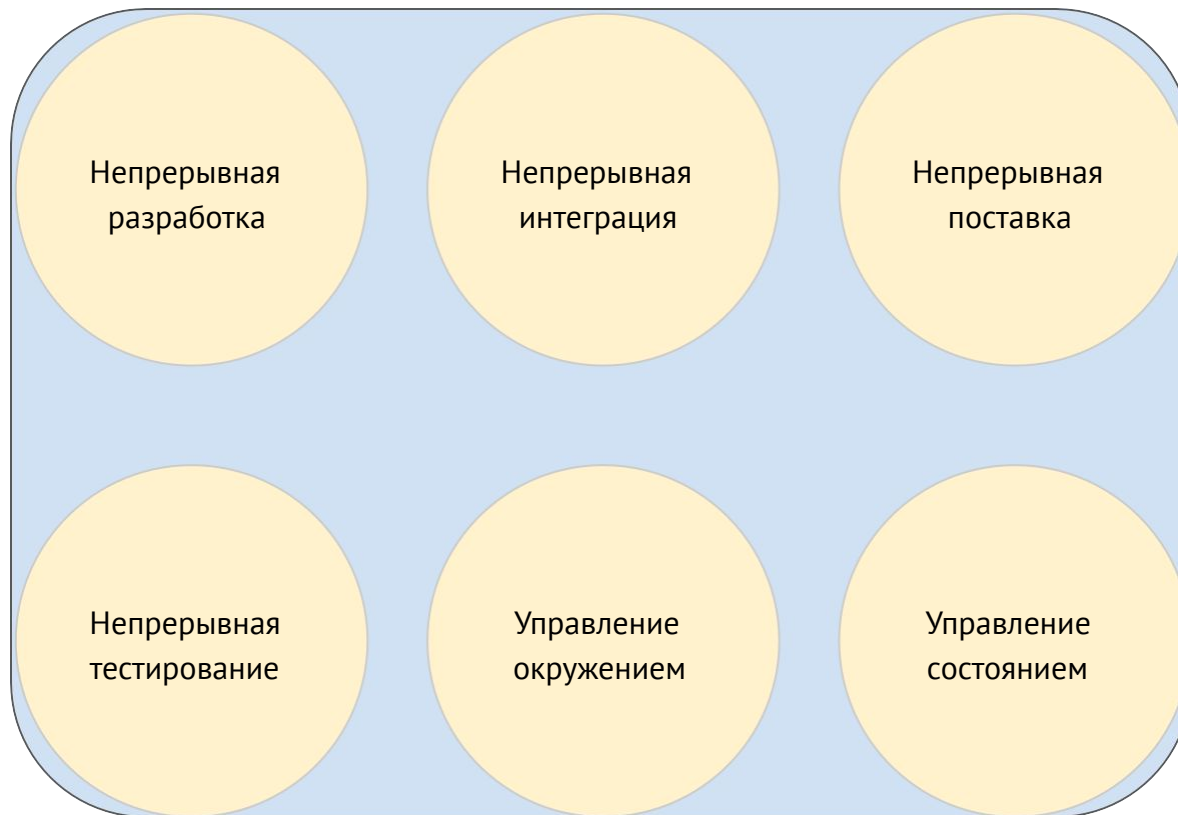 Непрерывная
разработка
Непрерывная
интеграция
Непрерывная
поставка
Непрерывная
тестирование
Управление
окружением
Управление
состоянием